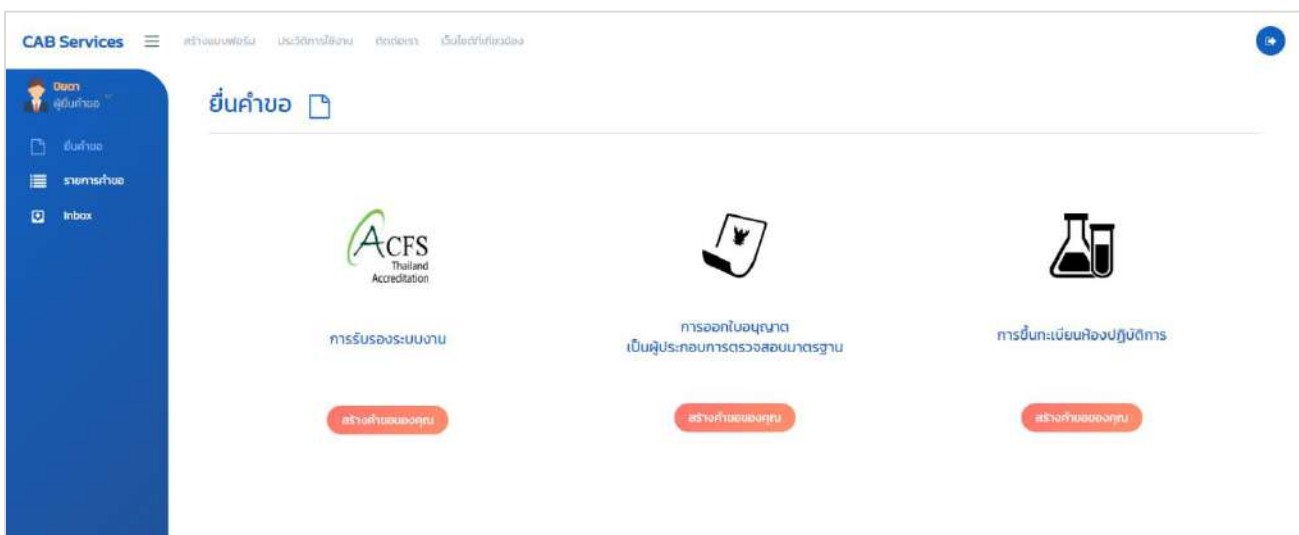 CAB Services
สร้างแบบฟอร์ม ประวัติการใช้งาน ติดต่อเรา เว็บไซต์ที่เกี่ยวข้อง
ปิยดา
ผู้ยื่นคำขอ
ยื่นคำขอ
รายการคำขอ
Inbox
ยื่นคำขอ
ACFS
Thailand
Accreditation
การรับรองระบบงาน
สร้างคำขอของคุณ
การออกใบอนุญาต
เป็นผู้ประกอบการตรวจสอบมาตรฐาน
สร้างคำขอของคุณ
การขึ้นทะเบียนห้องปฏิบัติการ
สร้างคำขอของคุณ